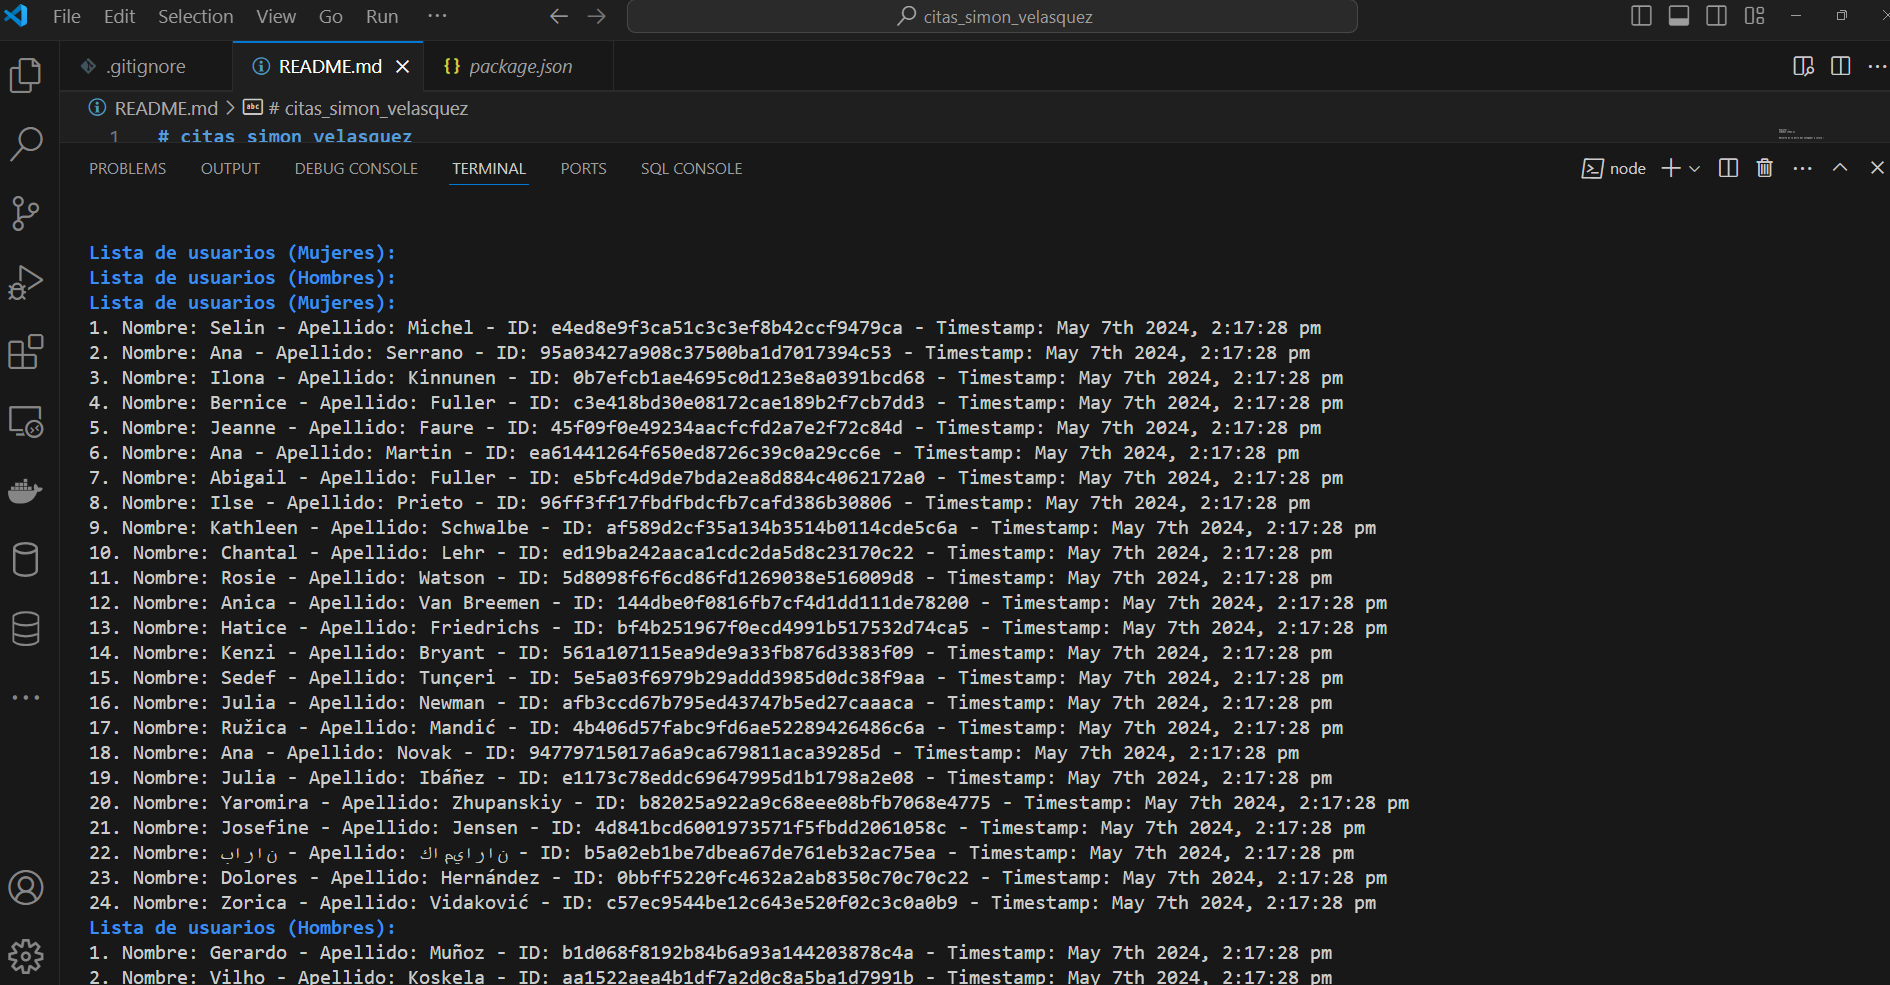 File Edit Selection View Go Run ··· citas_simon_velasquez
.gitignore README.md package.json
README.md > # citas_simon_velasquez
1 # citas_simon_velasquez
PROBLEMS OUTPUT DEBUG CONSOLE TERMINAL PORTS SQL CONSOLE node
Lista de usuarios (Mujeres):
Lista de usuarios (Hombres):
Lista de usuarios (Mujeres):
1. Nombre: Selin - Apellido: Michel - ID: e4ed8e9f3ca51c3c3ef8b42ccf9479ca - Timestamp: May 7th 2024, 2:17:28 pm
2. Nombre: Ana - Apellido: Serrano - ID: 95a03427a908c37500ba1d7017394c53 - Timestamp: May 7th 2024, 2:17:28 pm
3. Nombre: Ilona - Apellido: Kinnunen - ID: 0b7efcb1ae4695c0d123e8a0391bcd68 - Timestamp: May 7th 2024, 2:17:28 pm
4. Nombre: Bernice - Apellido: Fuller - ID: c3e418bd30e08172cae189b2f7cb7dd3 - Timestamp: May 7th 2024, 2:17:28 pm
5. Nombre: Jeanne - Apellido: Faure - ID: 45f09f0e49234aacfcfd2a7e2f72c84d - Timestamp: May 7th 2024, 2:17:28 pm
6. Nombre: Ana - Apellido: Martin - ID: ea61441264f650ed8726c39c0a29cc6e - Timestamp: May 7th 2024, 2:17:28 pm
7. Nombre: Abigail - Apellido: Fuller - ID: e5bfc4d9de7bda2ea8d884c4062172a0 - Timestamp: May 7th 2024, 2:17:28 pm
8. Nombre: Ilse - Apellido: Prieto - ID: 96ff3ff17fbdfbdcfb7cafd386b30806 - Timestamp: May 7th 2024, 2:17:28 pm
9. Nombre: Kathleen - Apellido: Schwalbe - ID: af589d2cf35a134b3514b0114cde5c6a - Timestamp: May 7th 2024, 2:17:28 pm
10. Nombre: Chantal - Apellido: Lehr - ID: ed19ba242aaca1cdc2da5d8c23170c22 - Timestamp: May 7th 2024, 2:17:28 pm
11. Nombre: Rosie - Apellido: Watson - ID: 5d8098f6f6cd86fd1269038e516009d8 - Timestamp: May 7th 2024, 2:17:28 pm
12. Nombre: Anica - Apellido: Van Breemen - ID: 144dbe0f0816fb7cf4d1dd111de78200 - Timestamp: May 7th 2024, 2:17:28 pm
13. Nombre: Hatice - Apellido: Friedrichs - ID: bf4b251967f0ecd4991b517532d74ca5 - Timestamp: May 7th 2024, 2:17:28 pm
14. Nombre: Kenzi - Apellido: Bryant - ID: 561a107115ea9de9a33fb876d3383f09 - Timestamp: May 7th 2024, 2:17:28 pm
15. Nombre: Sedef - Apellido: Tunçeri - ID: 5e5a03f6979b29addd3985d0dc38f9aa - Timestamp: May 7th 2024, 2:17:28 pm
16. Nombre: Julia - Apellido: Newman - ID: afb3ccd67b795ed43747b5ed27caaaca - Timestamp: May 7th 2024, 2:17:28 pm
17. Nombre: Ružica - Apellido: Mandić - ID: 4b406d57fabc9fd6ae52289426486c6a - Timestamp: May 7th 2024, 2:17:28 pm
18. Nombre: Ana - Apellido: Novak - ID: 94779715017a6a9ca679811aca39285d - Timestamp: May 7th 2024, 2:17:28 pm
19. Nombre: Julia - Apellido: Ibáñez - ID: e1173c78eddc69647995d1b1798a2e08 - Timestamp: May 7th 2024, 2:17:28 pm
20. Nombre: Yaromira - Apellido: Zhupanskiy - ID: b82025a922a9c68eee08bfb7068e4775 - Timestamp: May 7th 2024, 2:17:28 pm
21. Nombre: Josefine - Apellido: Jensen - ID: 4d841bcd6001973571f5fbdd2061058c - Timestamp: May 7th 2024, 2:17:28 pm
22. Nombre: باران - Apellido: كامياران - ID: b5a02eb1be7dbea67de761eb32ac75ea - Timestamp: May 7th 2024, 2:17:28 pm
23. Nombre: Dolores - Apellido: Hernández - ID: 0bbff5220fc4632a2ab8350c70c70c22 - Timestamp: May 7th 2024, 2:17:28 pm
24. Nombre: Zorica - Apellido: Vidaković - ID: c57ec9544be12c643e520f02c3c0a0b9 - Timestamp: May 7th 2024, 2:17:28 pm
Lista de usuarios (Hombres):
1. Nombre: Gerardo - Apellido: Muñoz - ID: b1d068f8192b84b6a93a144203878c4a - Timestamp: May 7th 2024, 2:17:28 pm
2. Nombre: Vilho - Apellido: Koskela - ID: aa1522aea4b1df7a2d0c8a5ba1d7991b - Timestamp: May 7th 2024, 2:17:28 pm